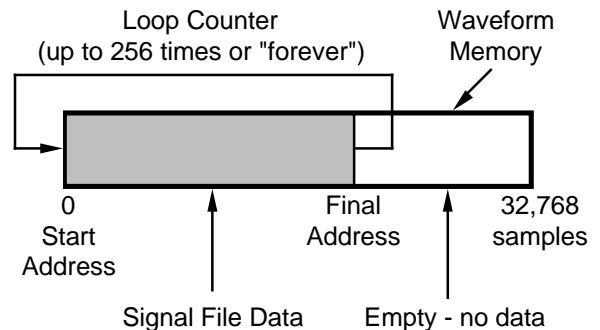 Loop Counter
(up to 256 times or "forever")
Waveform
Memory
0
Start
Address
Final
Address
32,768
samples
Signal File Data
Empty - no data